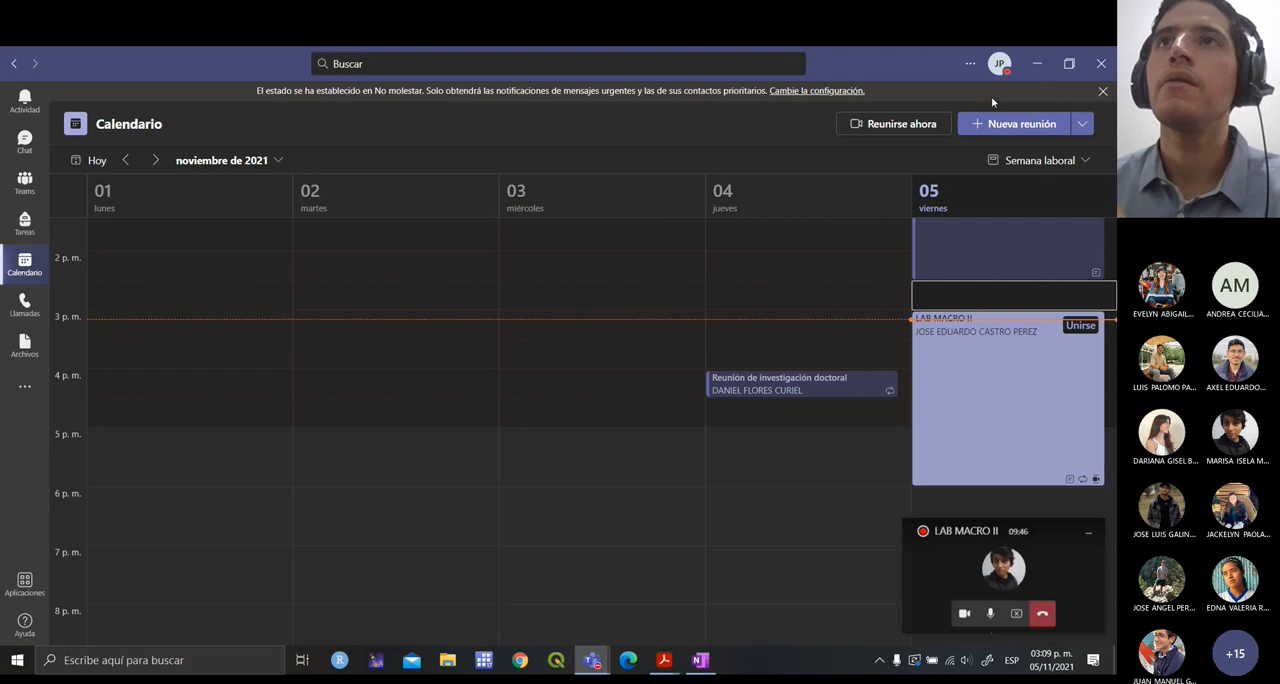 Buscar
JP
El estado se ha establecido en No molestar. Solo obtendrá las notificaciones de mensajes urgentes y las de sus contactos prioritarios. Cambie la configuración.
Actividad
Chat
Teams
Tareas
Calendario
Llamadas
Archivos
Aplicaciones
Ayuda
Calendario
Reunirse ahora
Nueva reunión
Hoy
noviembre de 2021
Semana laboral
01
lunes
02
martes
03
miércoles
04
jueves
05
viernes
2 p. m.
3 p. m.
4 p. m.
5 p. m.
6 p. m.
7 p. m.
8 p. m.
Reunión de investigación doctoral
DANIEL FLORES CURIEL
LAB MACRO II
JOSE EDUARDO CASTRO PEREZ
Unirse
LAB MACRO II 09:46
EVELYN ABIGAIL...
AM
ANDREA CECILIA...
LUIS PALOMO PA...
AXEL EDUARDO...
DARIANA GISEL B...
MARISA ISELA M...
JOSE LUIS GALIN...
JACKELYN PAOLA...
JOSE ANGEL PER...
EDNA VALERIA R...
JUAN MANUEL G...
+15
Escribe aquí para buscar
R
N
ESP
03:09 p. m.
05/11/2021